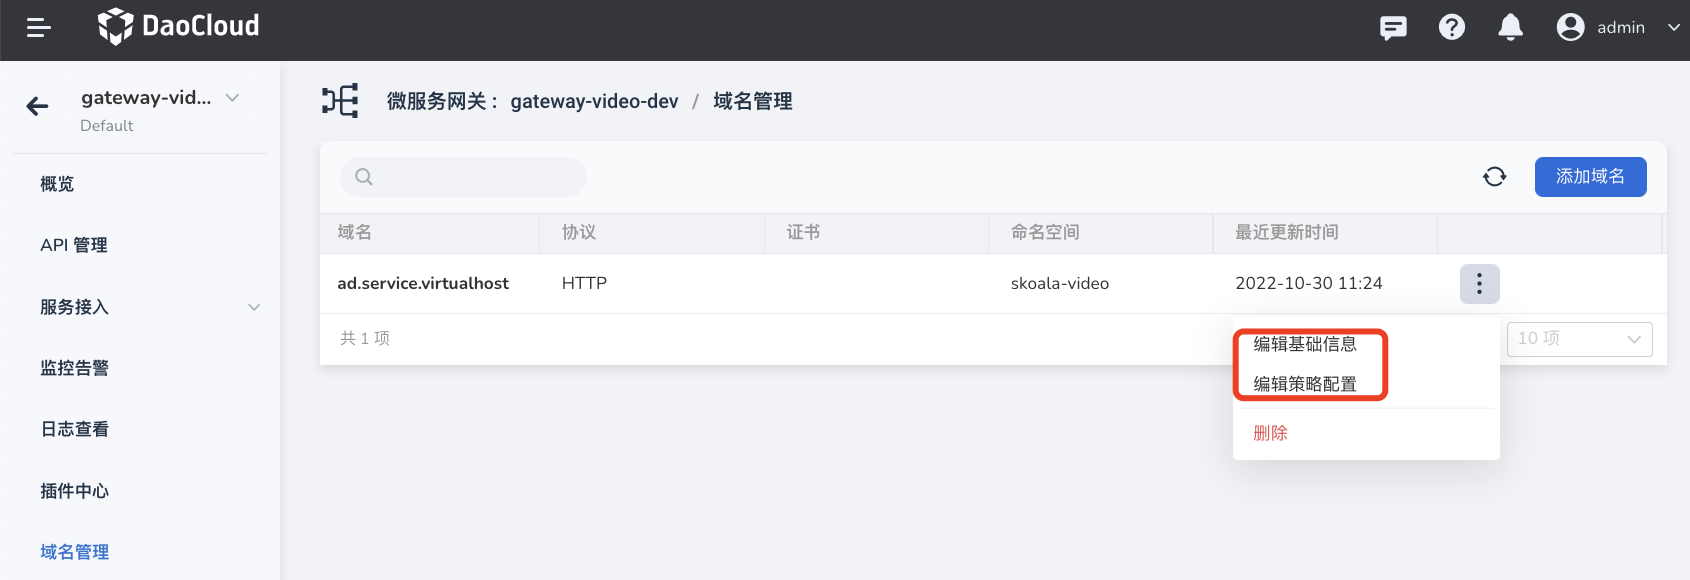 DaoCloud
admin
gateway-vid...
Default
概览
API 管理
服务接入
监控告警
日志查看
插件中心
域名管理
微服务网关： gateway-video-dev / 域名管理
添加域名
域名 协议 证书 命名空间 最近更新时间
ad.service.virtualhost HTTP skoala-video 2022-10-30 11:24
共 1 项
10 项
编辑基础信息
编辑策略配置
删除